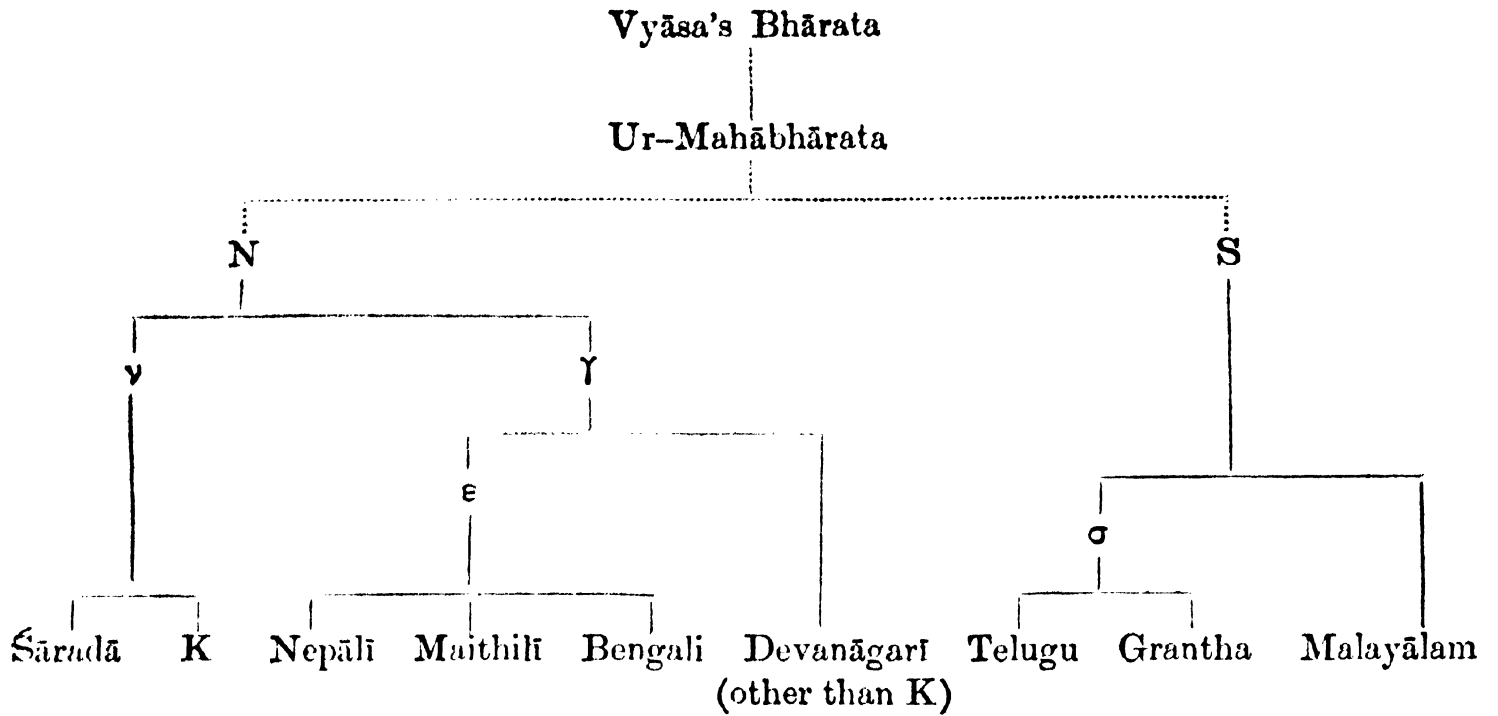 Vyāsa's Bhārata
Ur-Mahābhārata
N S
ν γ
ε
σ
Śāradā K Nepālī Maithilī Bengali Devanāgarī Telugu Grantha Malayālam
(other than K)